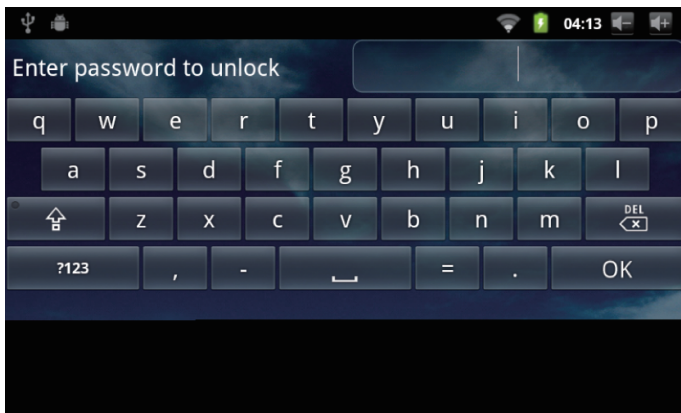 04:13
Enter password to unlock
q w e r t y u i o p
a s d f g h j k l
z x c v b n m DEL
?123 , - = . OK